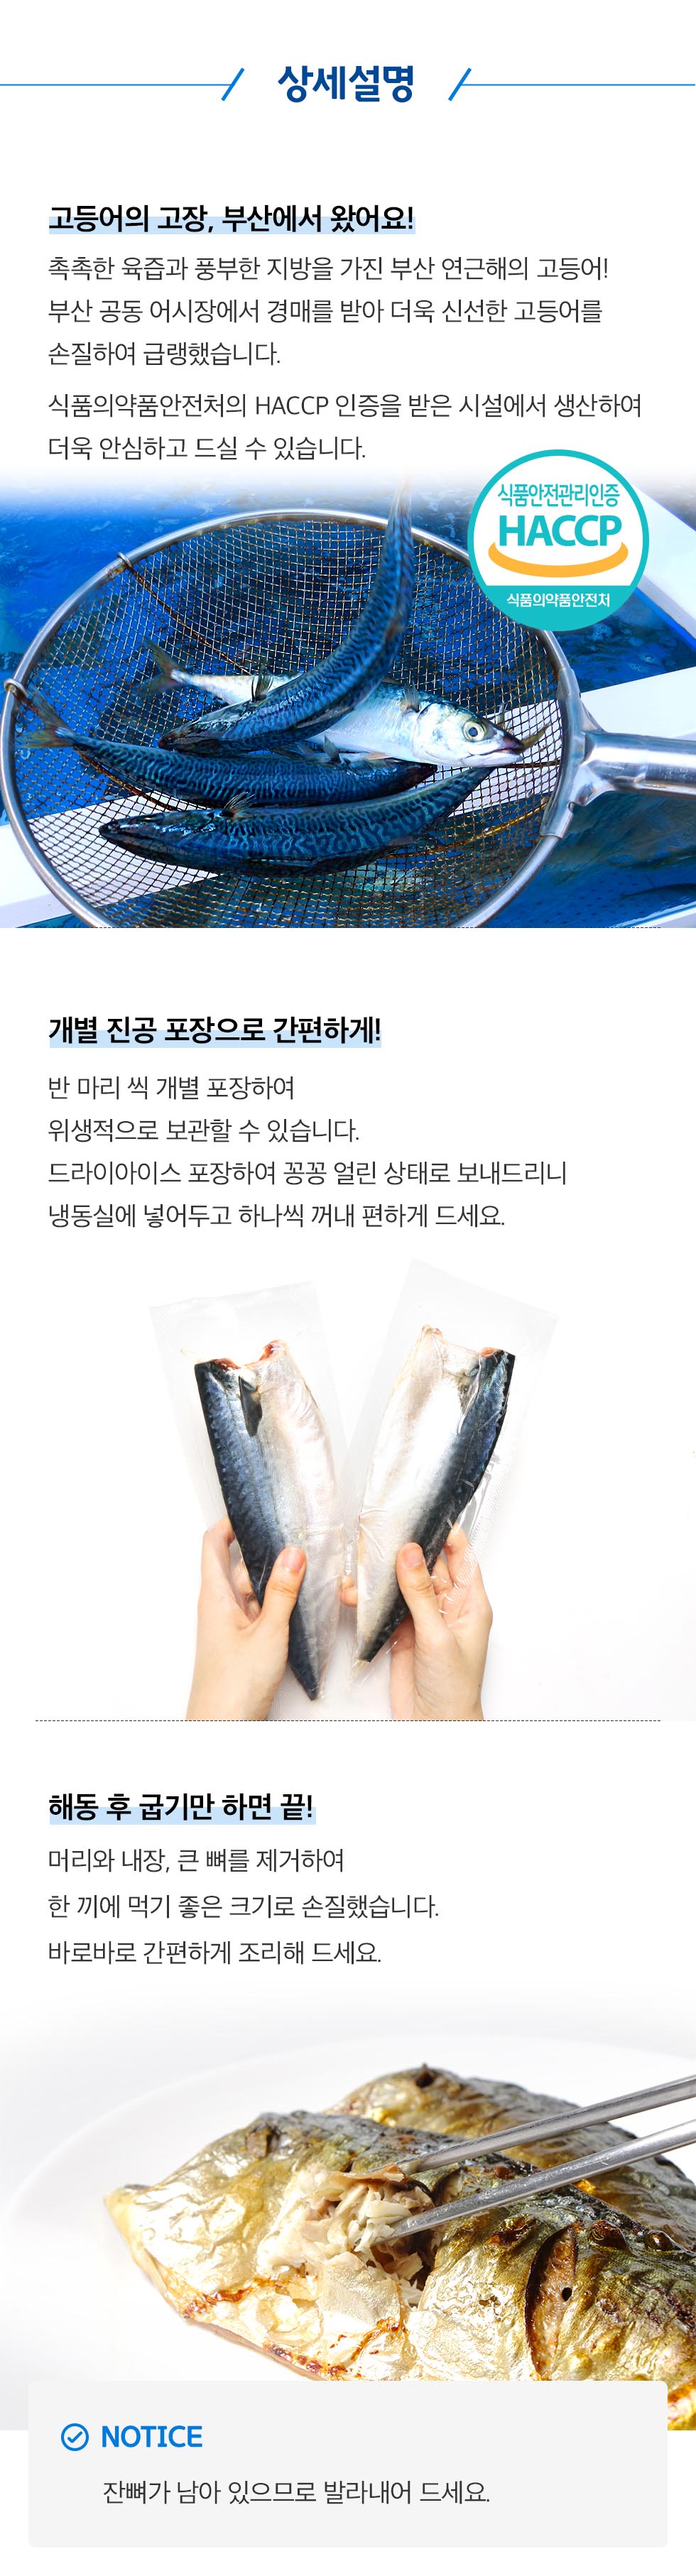 상세설명
고등어의 고장, 부산에서 왔어요!
촉촉한 육즙과 풍부한 지방을 가진 부산 연근해의 고등어!
부산 공동 어시장에서 경매를 받아 더욱 신선한 고등어를
손질하여 급랭했습니다.
식품의약품안전처의 HACCP 인증을 받은 시설에서 생산하여
더욱 안심하고 드실 수 있습니다.
식품안전관리인증
HACCP
식품의약품안전처
개별 진공 포장으로 간편하게!
반 마리 씩 개별 포장하여
위생적으로 보관할 수 있습니다.
드라이아이스 포장하여 꽁꽁 얼린 상태로 보내드리니
냉동실에 넣어두고 하나씩 꺼내 편하게 드세요.
해동 후 굽기만 하면 끝!
머리와 내장, 큰 뼈를 제거하여
한 끼에 먹기 좋은 크기로 손질했습니다.
바로바로 간편하게 조리해 드세요.
NOTICE
잔뼈가 남아 있으므로 발라내어 드세요.